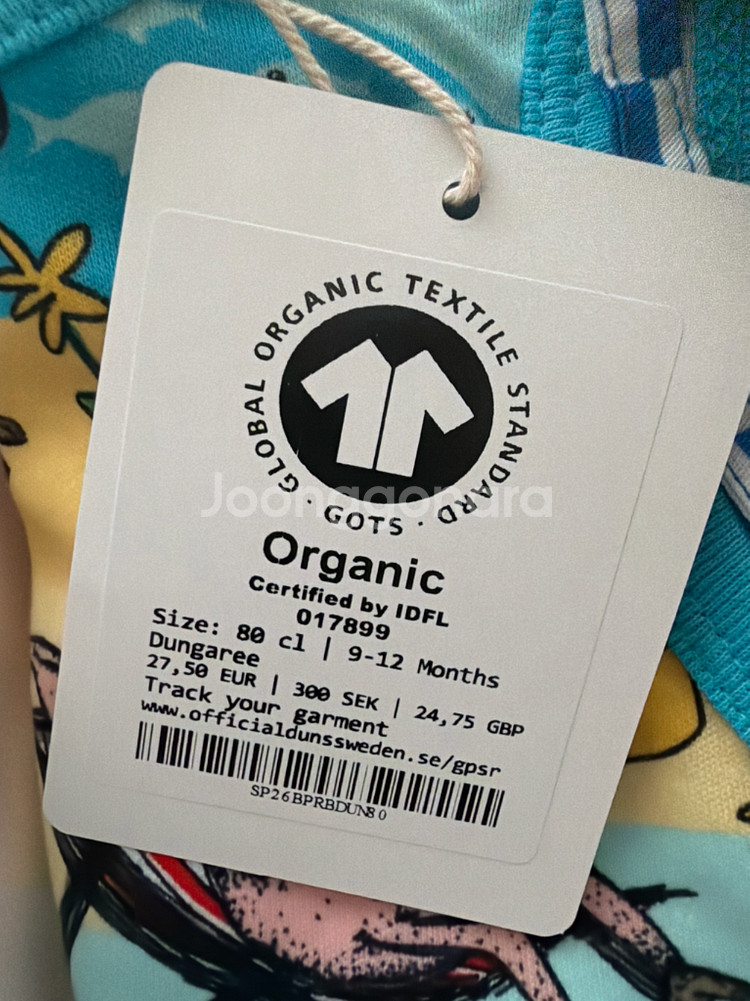 GLOBAL ORGANIC TEXTILE STANDARD · GOTS ·
Joonggonara
Organic
Certified by IDFL
017899
Size: 80 cl | 9-12 Months
Dungaree
27,50 EUR | 300 SEK | 24,75 GBP
Track your garment
www.officialdunssweden.se/gpsr
SP26BPRBDUN80